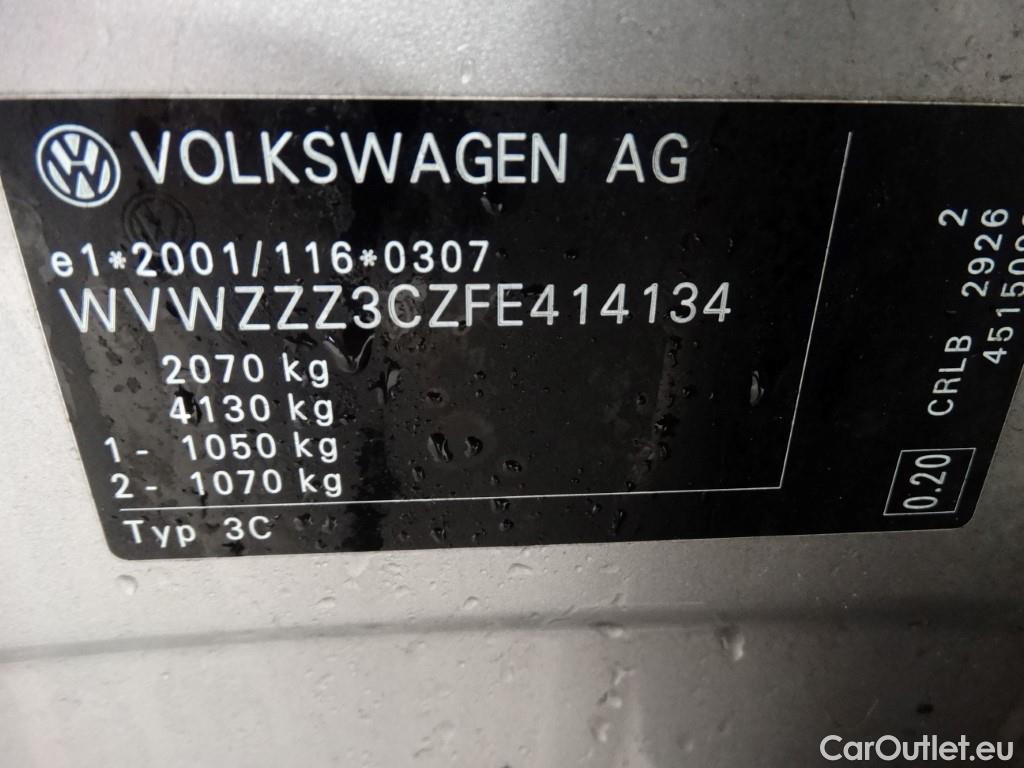 VOLKSWAGEN AG
e1*2001/116*0307
WVWZZZ3CZFE414134
2070 kg
4130 kg
1- 1050 kg
2- 1070 kg
Typ 3C
2
CRLB 2926
0.20
CarOutlet.eu